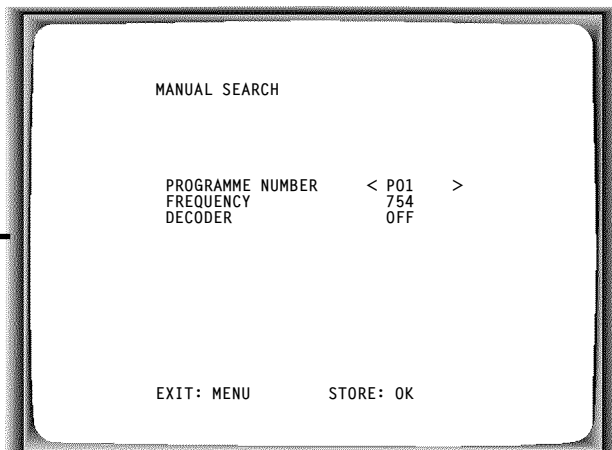 MANUAL SEARCH
PROGRAMME NUMBER < P01 >
FREQUENCY 754
DECODER OFF
EXIT: MENU STORE: OK